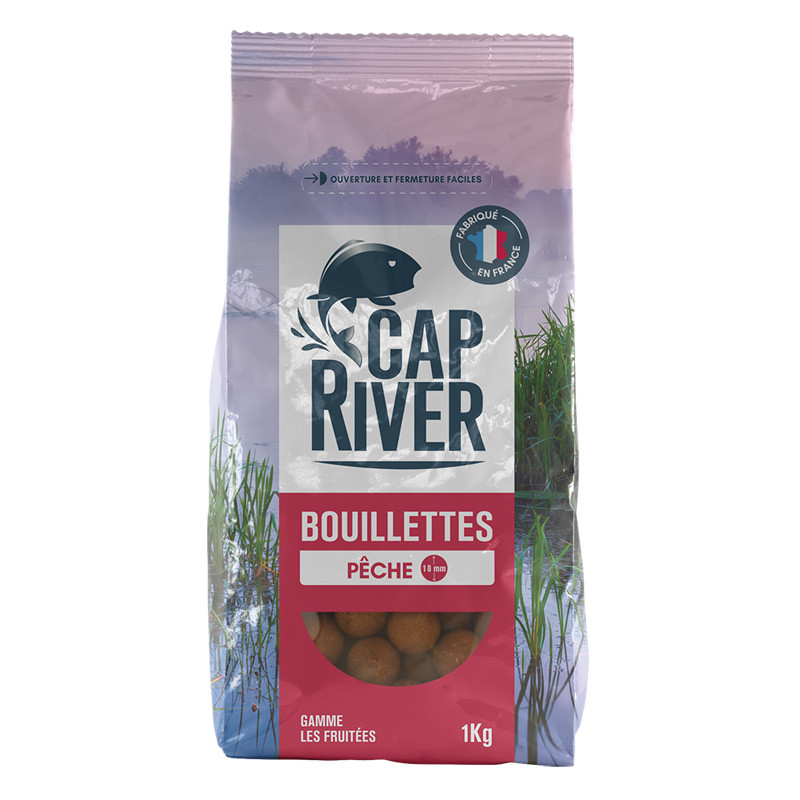 OUVERTURE ET FERMETURE FACILES
FABRIQUÉ
EN FRANCE
CAP
RIVER
BOUILLETTES
PÊCHE 18 mm
GAMME
LES FRUITÉES
1Kg